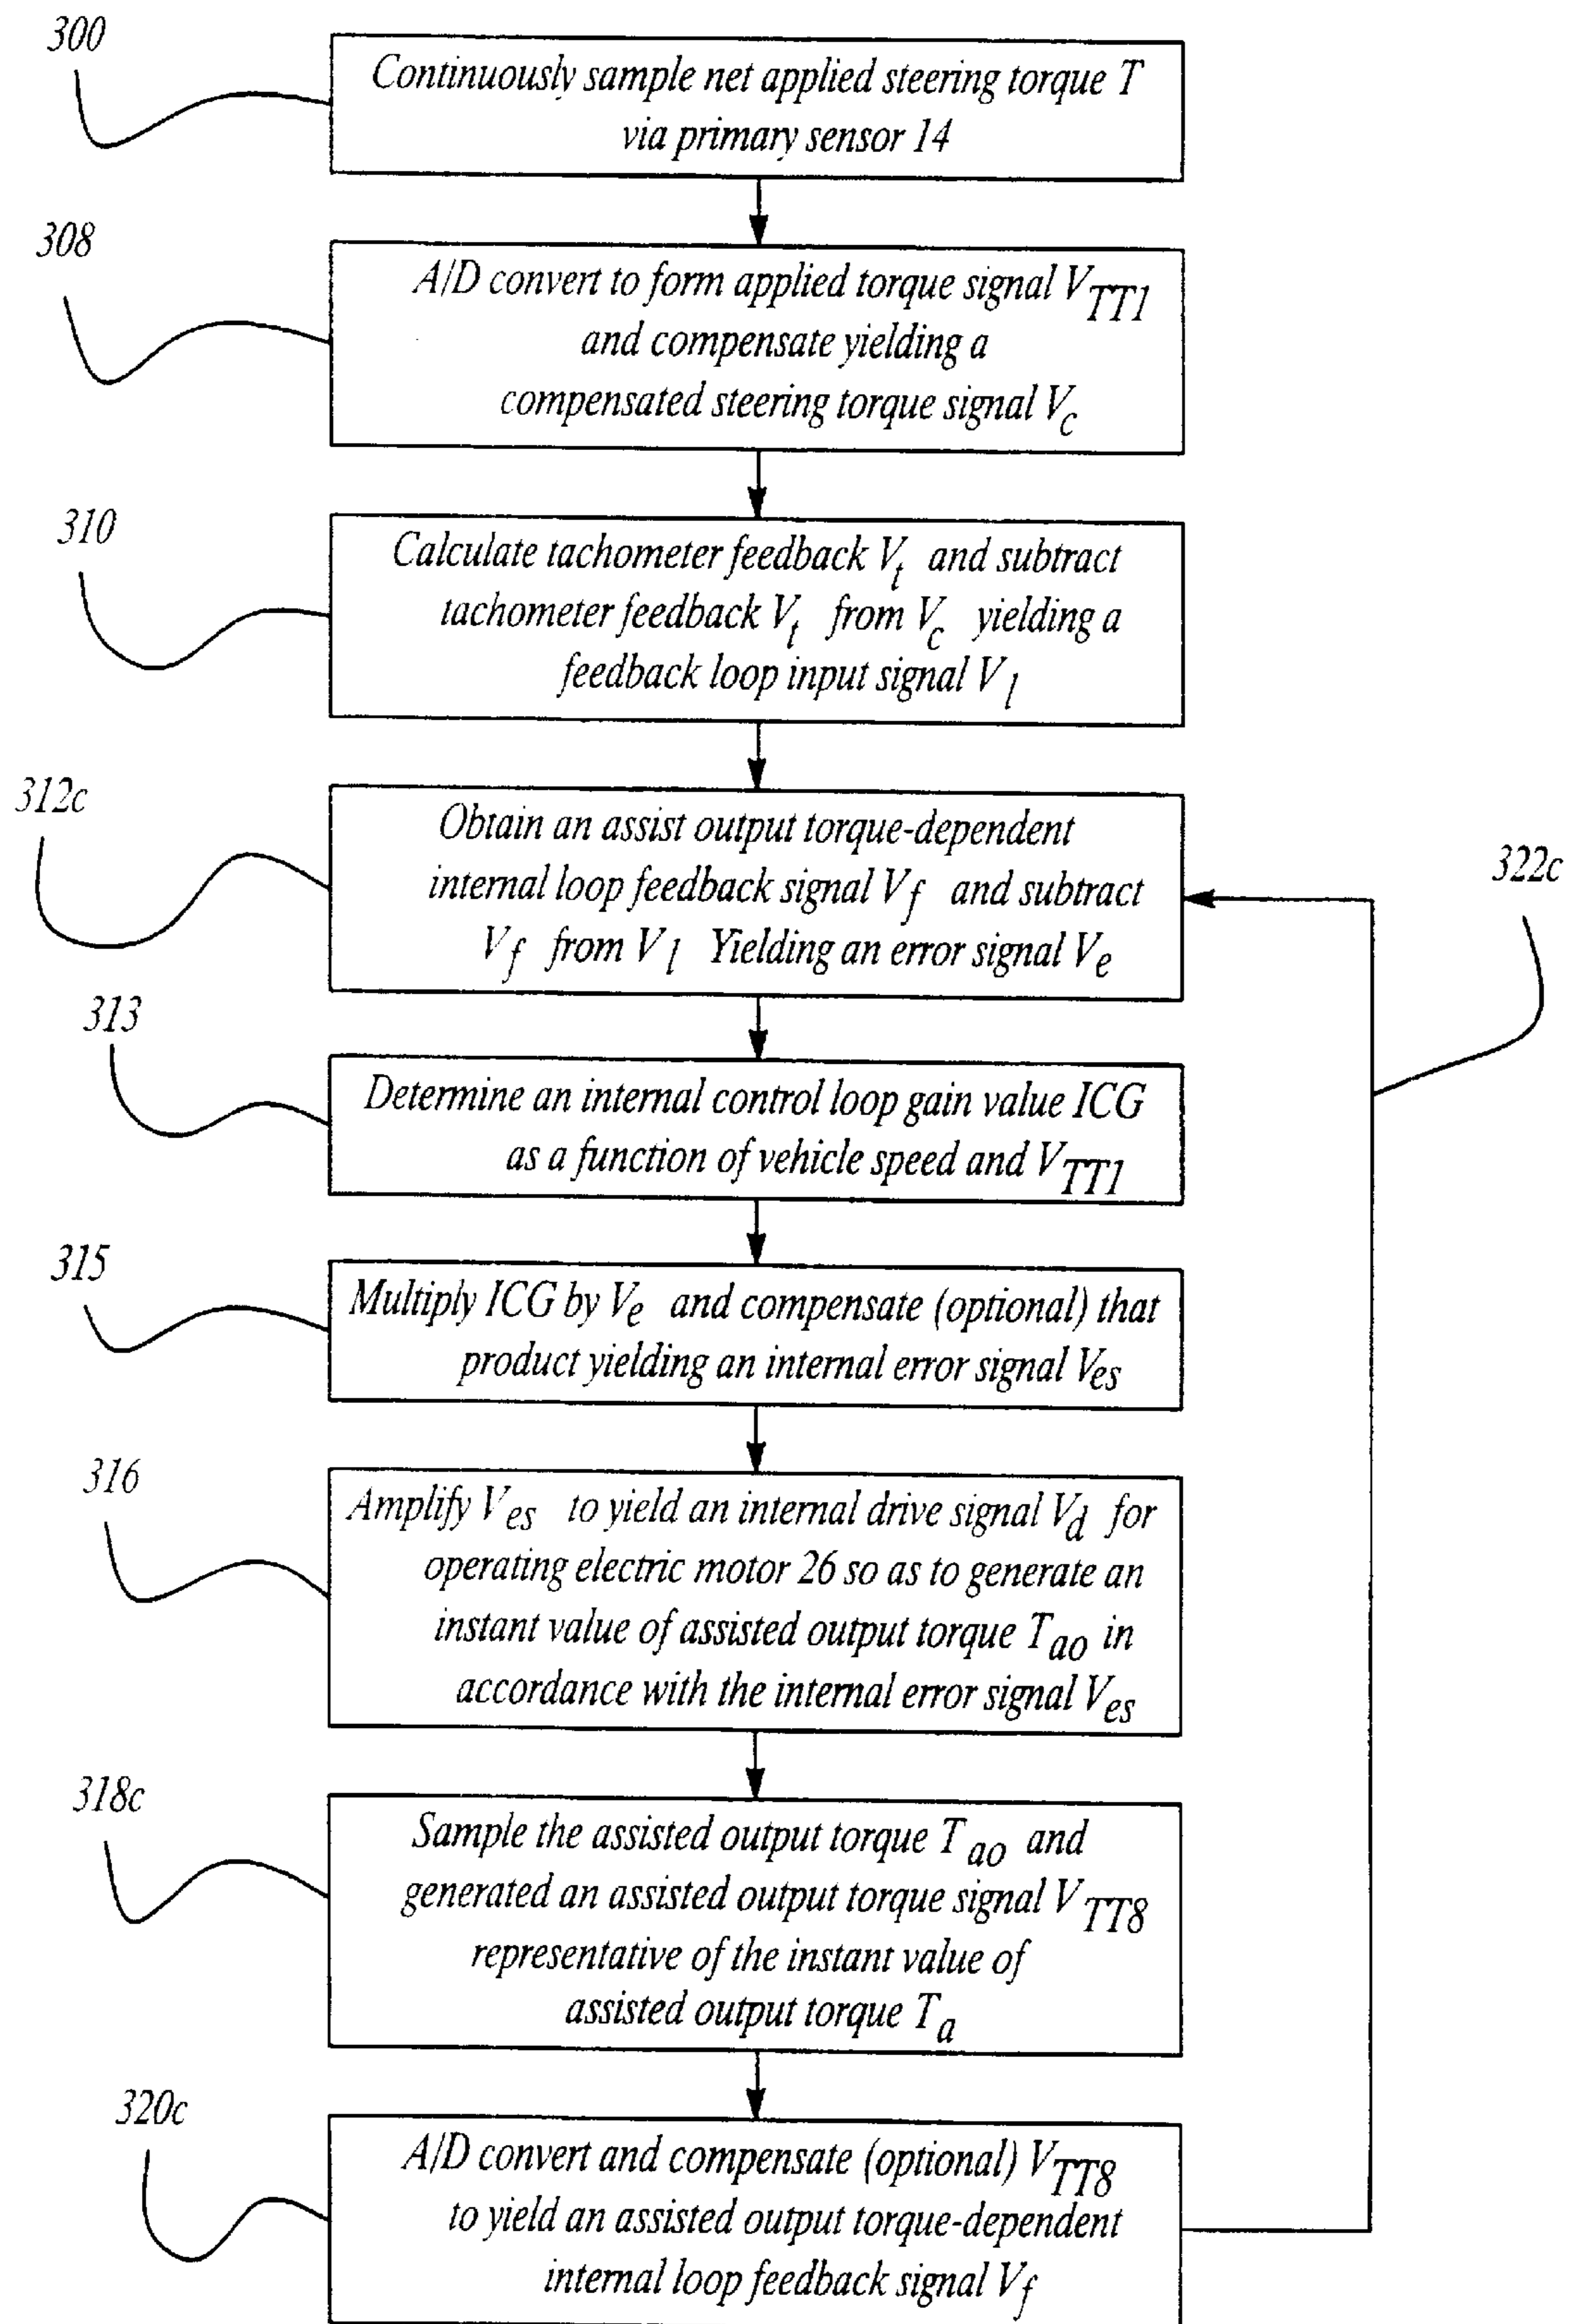 300
Continuously sample net applied steering torque T
via primary sensor 14
308
A/D convert to form applied torque signal V_TT1
and compensate yielding a
compensated steering torque signal V_c
310
Calculate tachometer feedback V_t and subtract
tachometer feedback V_t from V_c yielding a
feedback loop input signal V_l
312c
Obtain an assist output torque-dependent
internal loop feedback signal V_f and subtract
V_f from V_l Yielding an error signal V_e
322c
313
Determine an internal control loop gain value ICG
as a function of vehicle speed and V_TT1
315
Multiply ICG by V_e and compensate (optional) that
product yielding an internal error signal V_es
316
Amplify V_es to yield an internal drive signal V_d for
operating electric motor 26 so as to generate an
instant value of assisted output torque T_ao in
accordance with the internal error signal V_es
318c
Sample the assisted output torque T_ao and
generated an assisted output torque signal V_TT8
representative of the instant value of
assisted output torque T_a
320c
A/D convert and compensate (optional) V_TT8
to yield an assisted output torque-dependent
internal loop feedback signal V_f